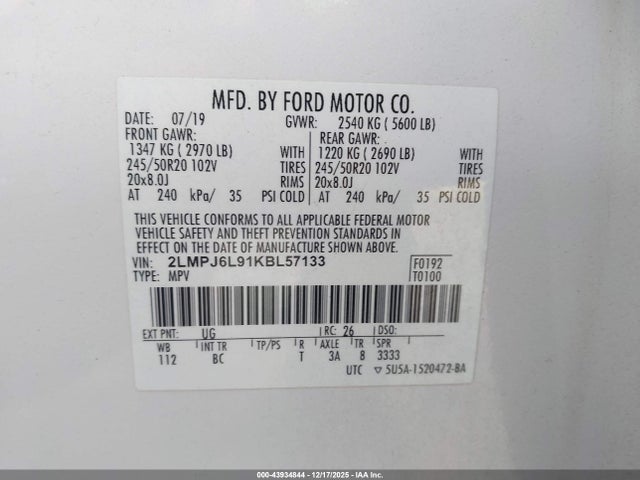 MFD. BY FORD MOTOR CO.
DATE: 07/19 GVWR: 2540 KG ( 5600 LB)
FRONT GAWR: REAR GAWR:
1347 KG ( 2970 LB) WITH 1220 KG ( 2690 LB) WITH
245/50R20 102V TIRES 245/50R20 102V TIRES
20x8.0J RIMS 20x8.0J RIMS
AT 240 kPa/ 35 PSI COLD AT 240 kPa/ 35 PSI COLD
THIS VEHICLE CONFORMS TO ALL APPLICABLE FEDERAL MOTOR
VEHICLE SAFETY AND THEFT PREVENTION STANDARDS IN
EFFECT ON THE DATE OF MANUFACTURE SHOWN ABOVE.
VIN: 2LMPJ6L91KBL57133 F0192
TYPE: MPV T0100
EXT PNT: UG RC: 26 DSO:
WB INT TR TP/PS R AXLE TR SPR
112 BC T 3A 8 3333
UTC ▽ 5U5A-1520472-BA
000-43934844 - 12/17/2025 - IAA Inc.